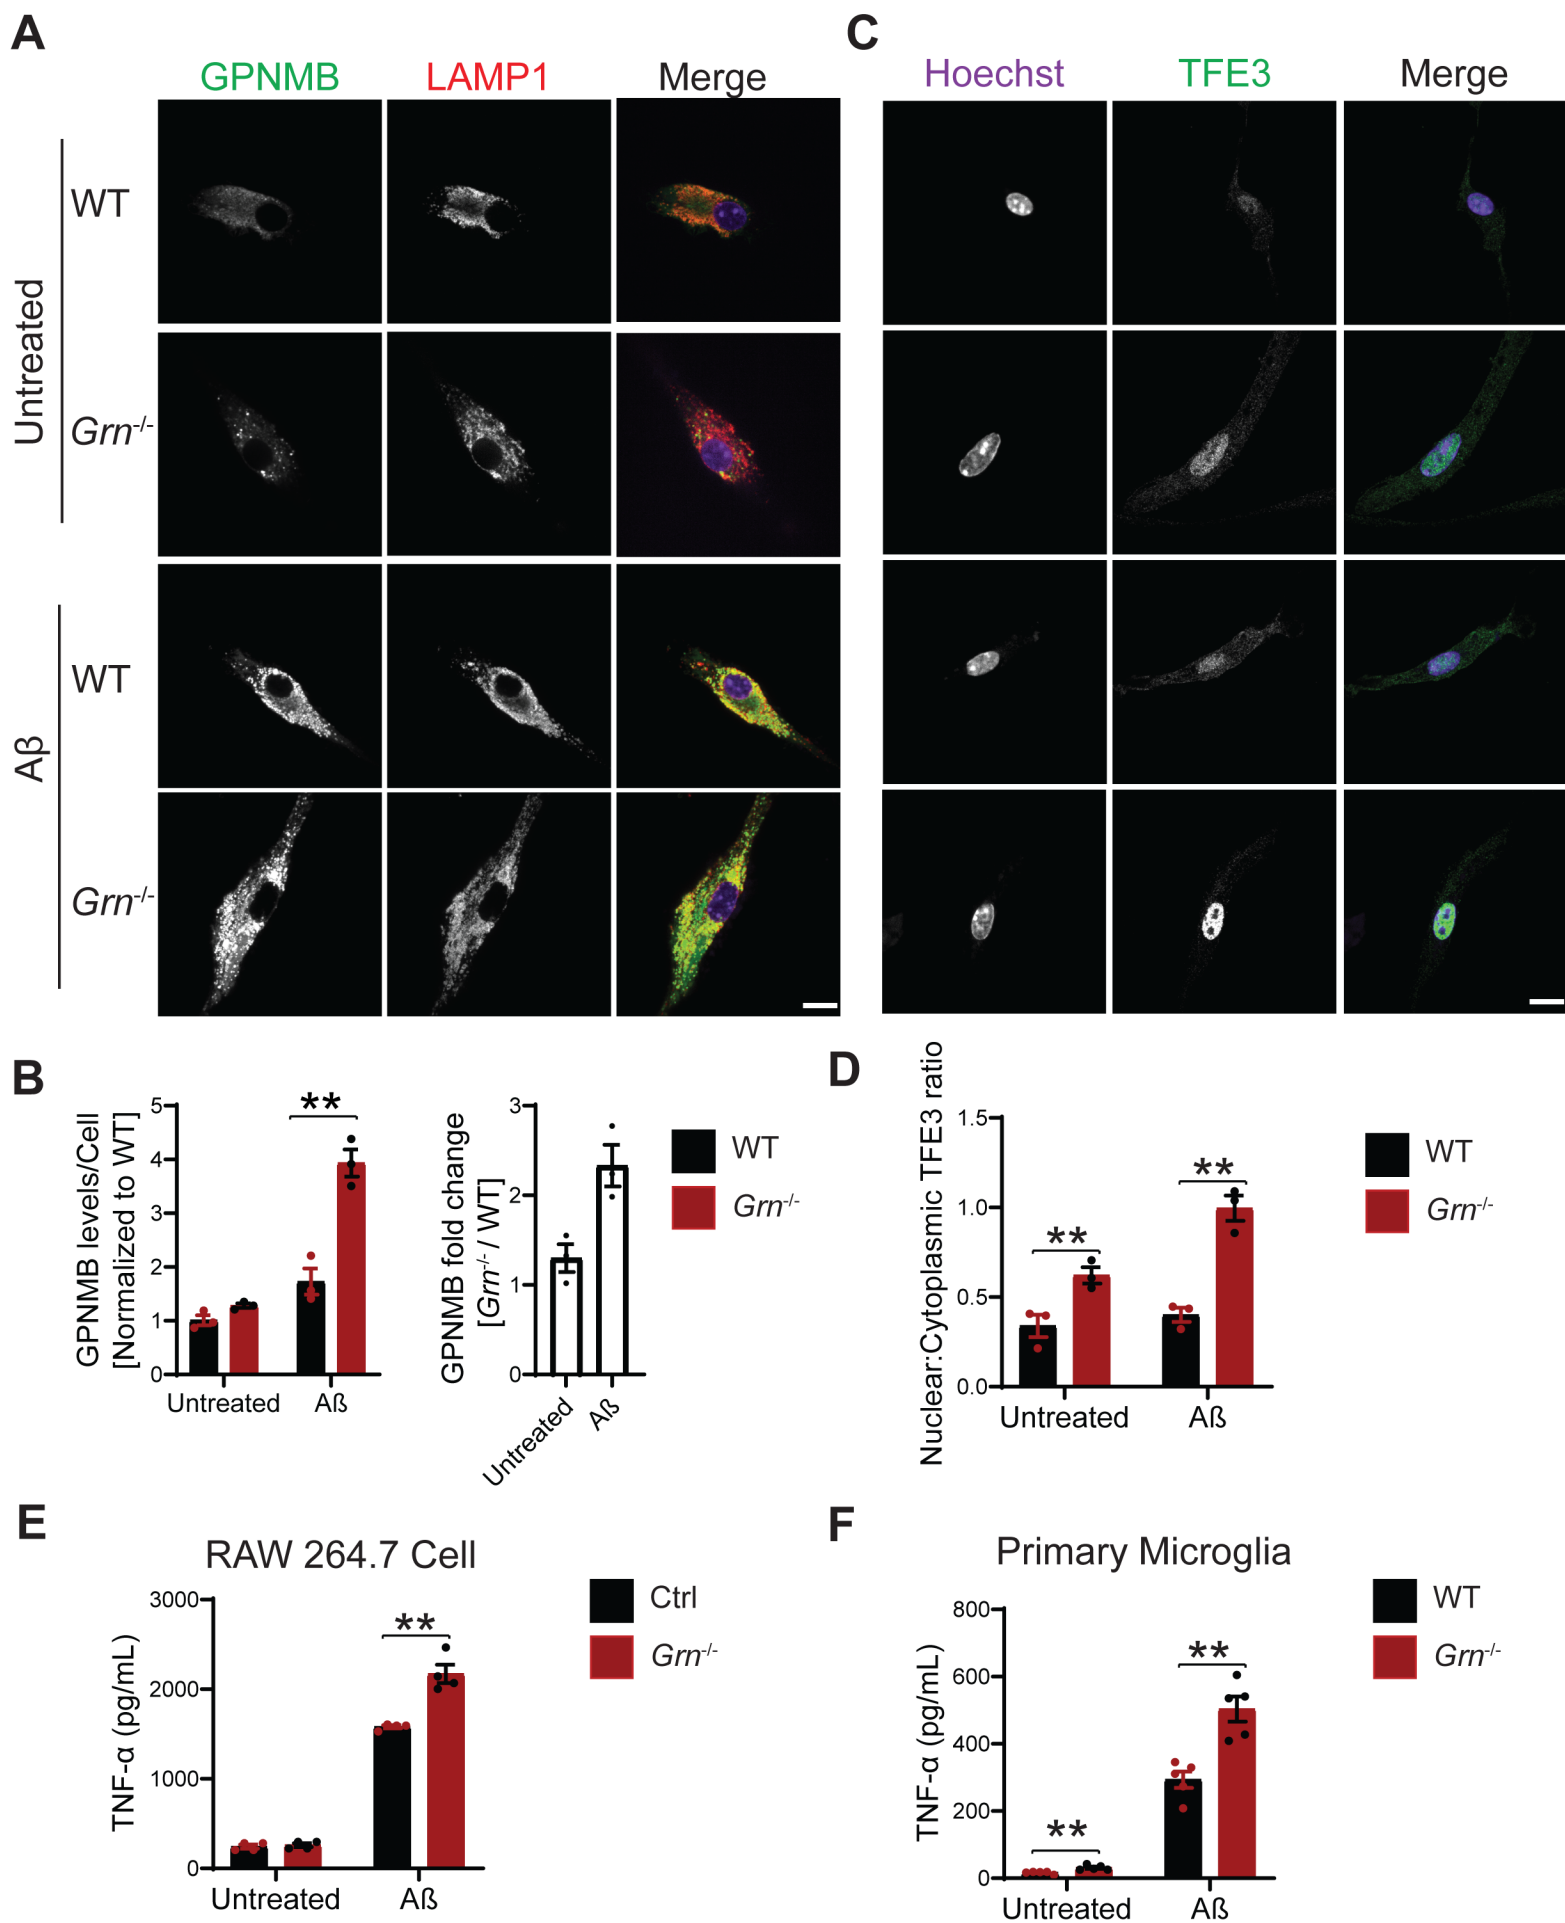 A
GPNMB LAMP1 Merge
Untreated
WT
Grn-/-
Aβ
WT
Grn-/-
C
Hoechst TFE3 Merge
B
GPNMB levels/Cell
[Normalized to WT]
5
4
3
2
1
0
**
Untreated Aß
GPNMB fold change
[Grn-/- / WT]
3
2
1
0
Untreated
Aß
WT
Grn-/-
D
Nuclear:Cytoplasmic TFE3 ratio
1.5
1.0
0.5
0.0
**
**
Untreated Aß
WT
Grn-/-
E
RAW 264.7 Cell
TNF-α (pg/mL)
3000
2000
1000
0
**
Untreated Aß
Ctrl
Grn-/-
F
Primary Microglia
TNF-α (pg/mL)
800
600
400
200
0
**
**
Untreated Aß
WT
Grn-/-